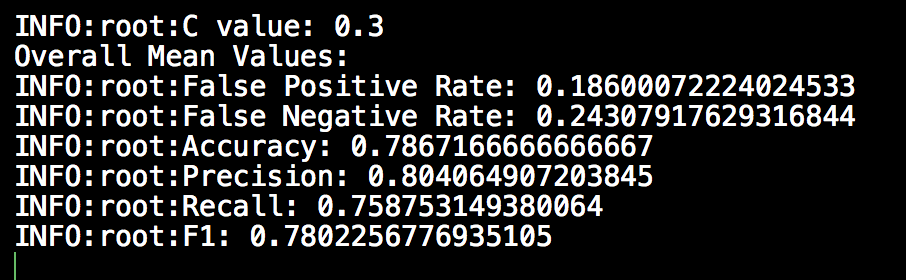 INFO:root:C value: 0.3
Overall Mean Values:
INFO:root:False Positive Rate: 0.18600072224024533
INFO:root:False Negative Rate: 0.24307917629316844
INFO:root:Accuracy: 0.7867166666666667
INFO:root:Precision: 0.804064907203845
INFO:root:Recall: 0.758753149380064
INFO:root:F1: 0.7802256776935105